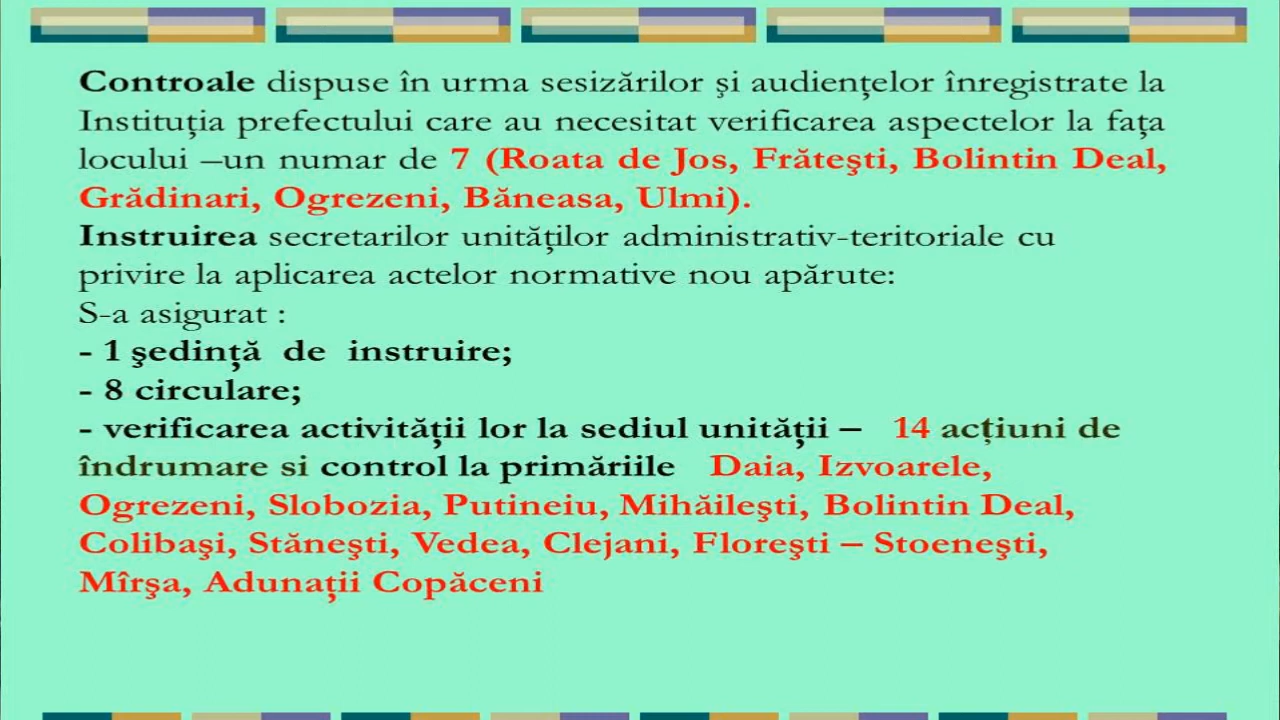 Controale dispuse în urma sesizărilor şi audienţelor înregistrate la
Instituţia prefectului care au necesitat verificarea aspectelor la faţa
locului –un numar de 7 (Roata de Jos, Frăteşti, Bolintin Deal,
Grădinari, Ogrezeni, Băneasa, Ulmi).
Instruirea secretarilor unităţilor administrativ-teritoriale cu
privire la aplicarea actelor normative nou apărute:
S-a asigurat :
- 1 şedinţă de instruire;
- 8 circulare;
- verificarea activităţii lor la sediul unităţii – 14 acţiuni de
îndrumare si control la primăriile Daia, Izvoarele,
Ogrezeni, Slobozia, Putineiu, Mihăileşti, Bolintin Deal,
Colibaşi, Stăneşti, Vedea, Clejani, Floreşti – Stoeneşti,
Mîrşa, Adunaţii Copăceni